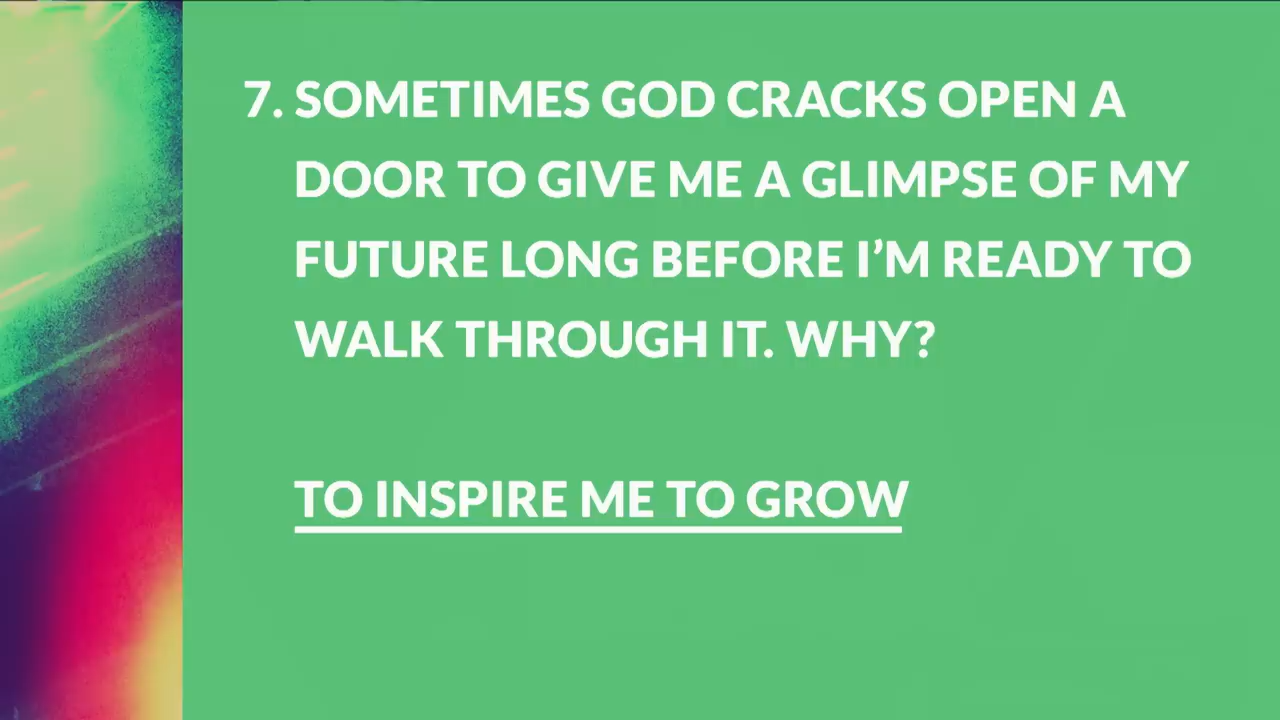 7. SOMETIMES GOD CRACKS OPEN A
DOOR TO GIVE ME A GLIMPSE OF MY
FUTURE LONG BEFORE I’M READY TO
WALK THROUGH IT. WHY?
TO INSPIRE ME TO GROW